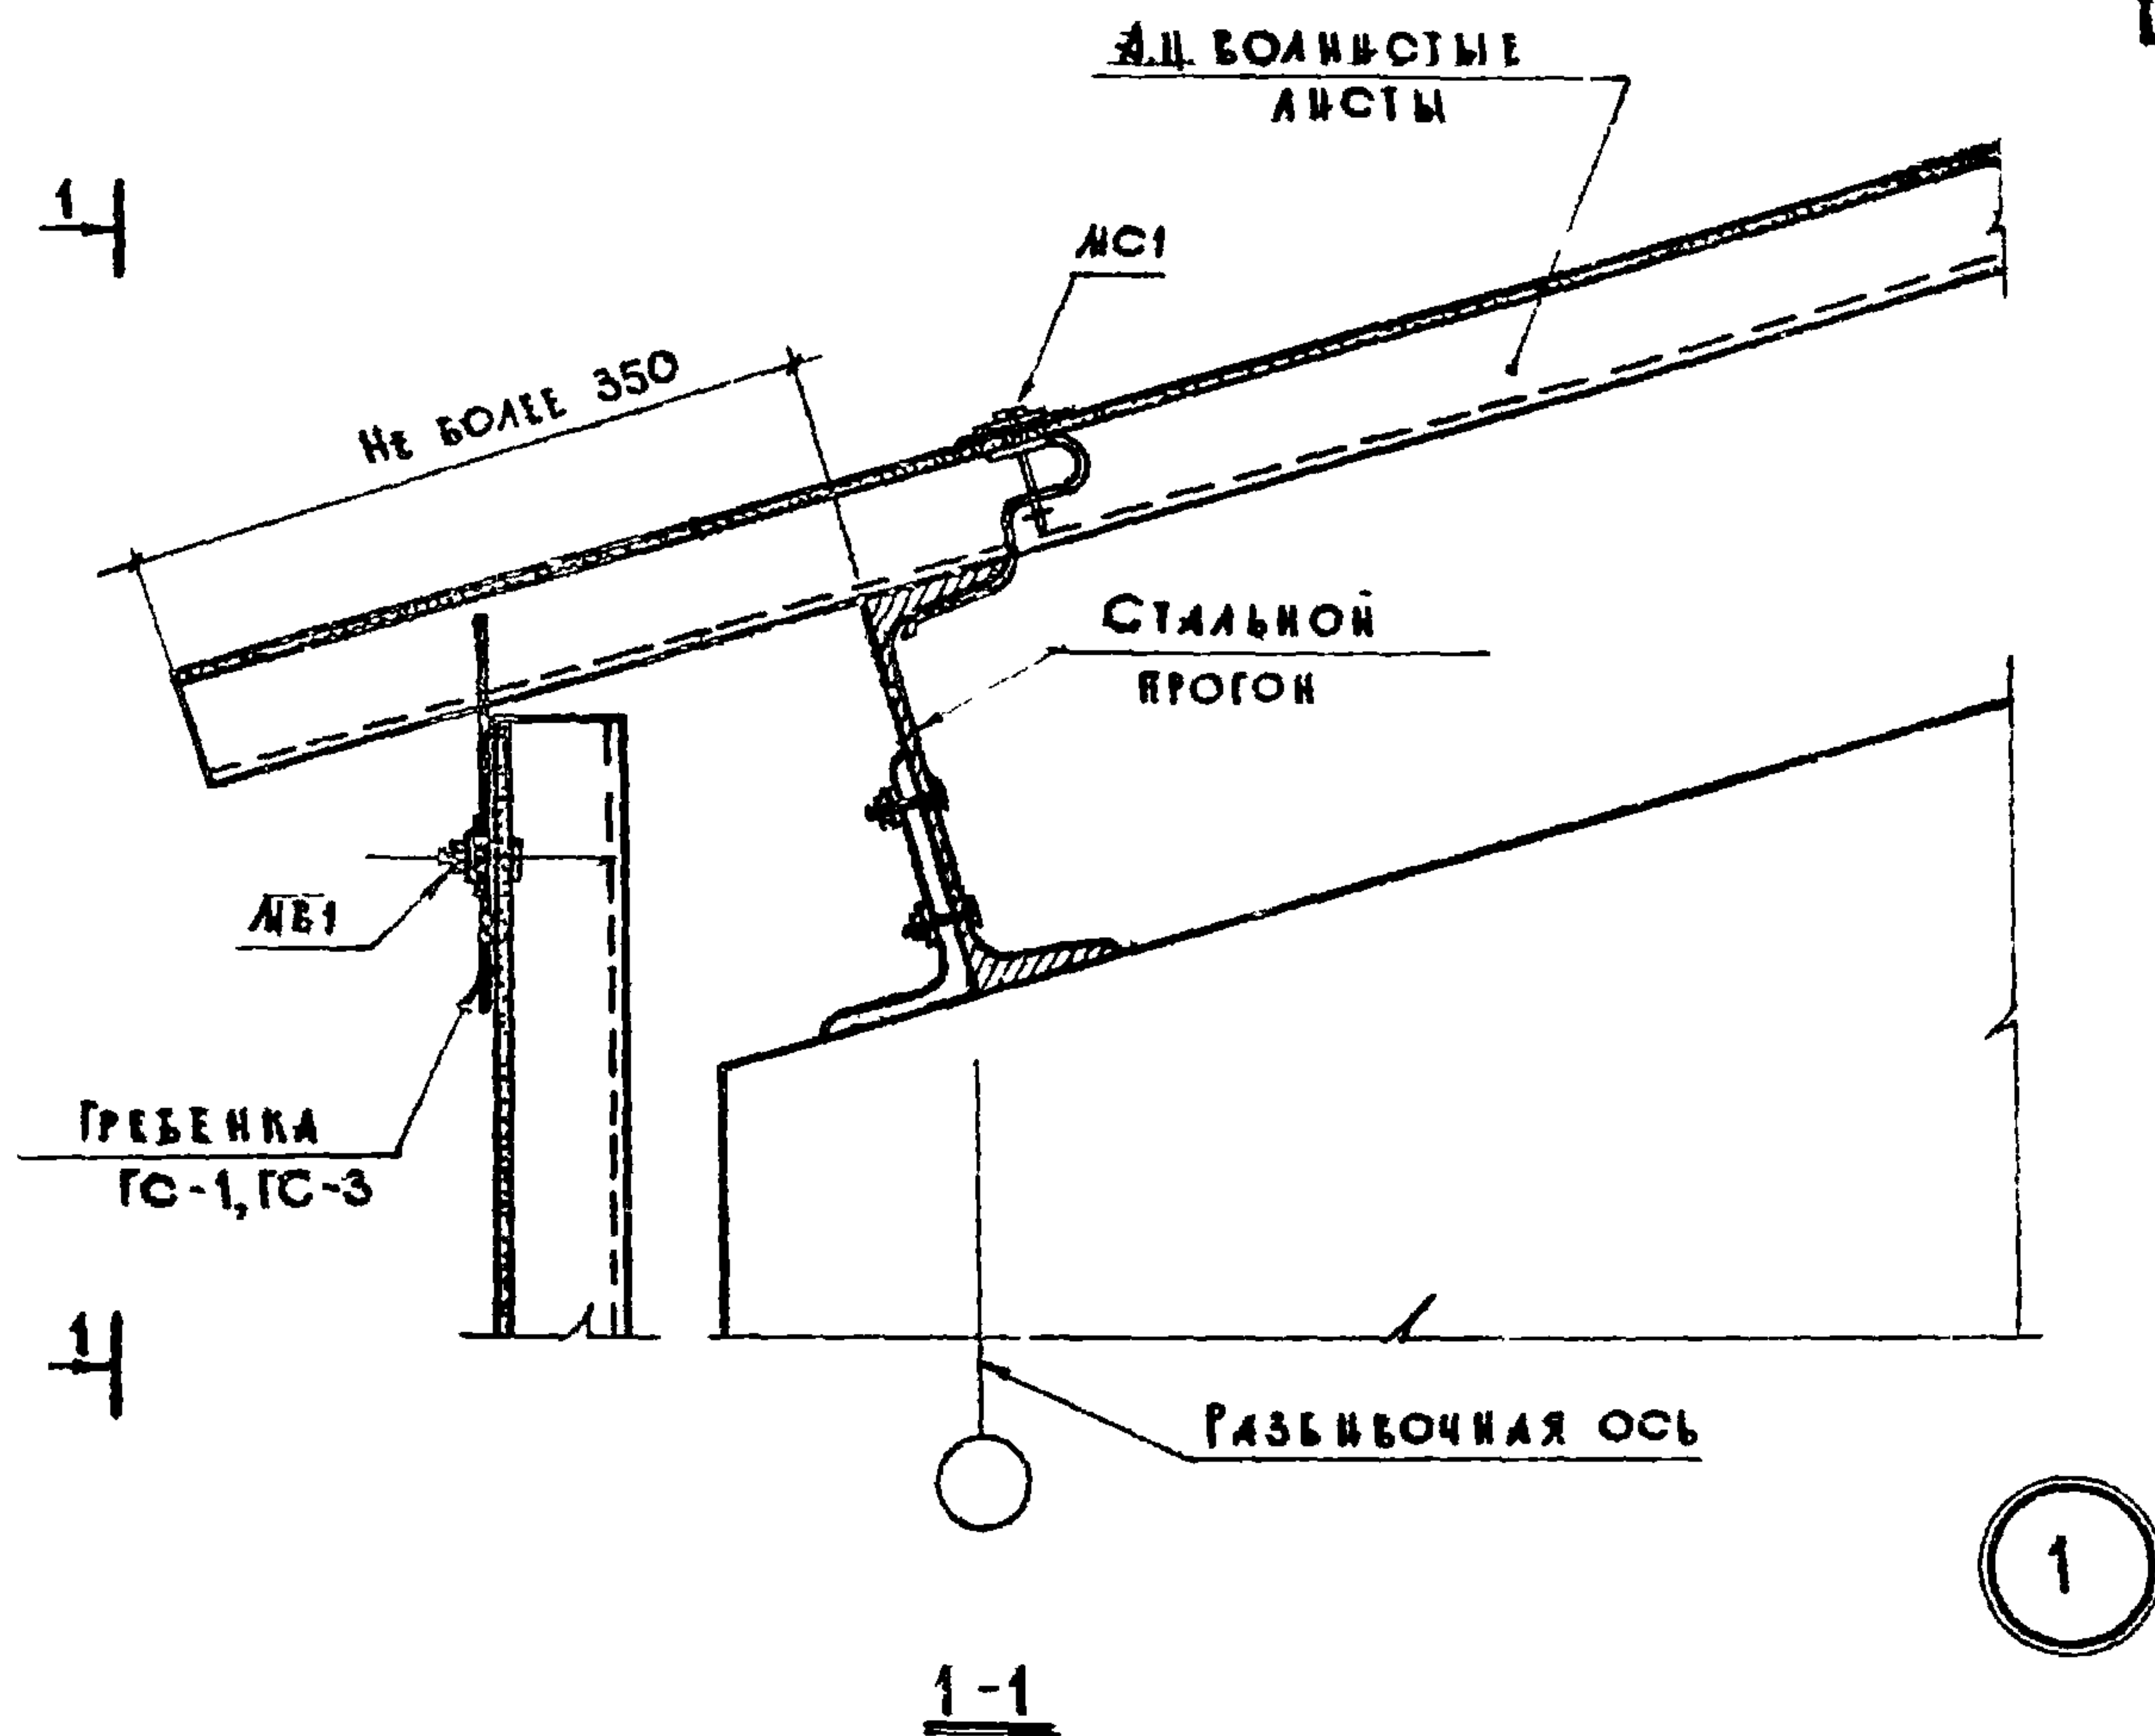 А.Ц. ВОЛНИСТЫЕ
ЛИСТЫ
1
МС1
НЕ БОЛЕЕ 350
СТАЛЬНОЙ
ПРОГОН
МВ1
ГРЕБЕНКА
ГС-1, ГС-3
1
РАЗБИВОЧНАЯ ОСЬ
1
1-1